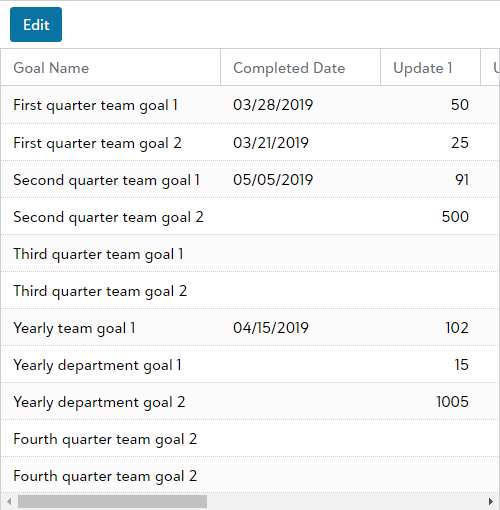 Edit
Goal Name Completed Date Update 1
First quarter team goal 1 03/28/2019 50
First quarter team goal 2 03/21/2019 25
Second quarter team goal 1 05/05/2019 91
Second quarter team goal 2 500
Third quarter team goal 1
Third quarter team goal 2
Yearly team goal 1 04/15/2019 102
Yearly department goal 1 15
Yearly department goal 2 1005
Fourth quarter team goal 2
Fourth quarter team goal 2